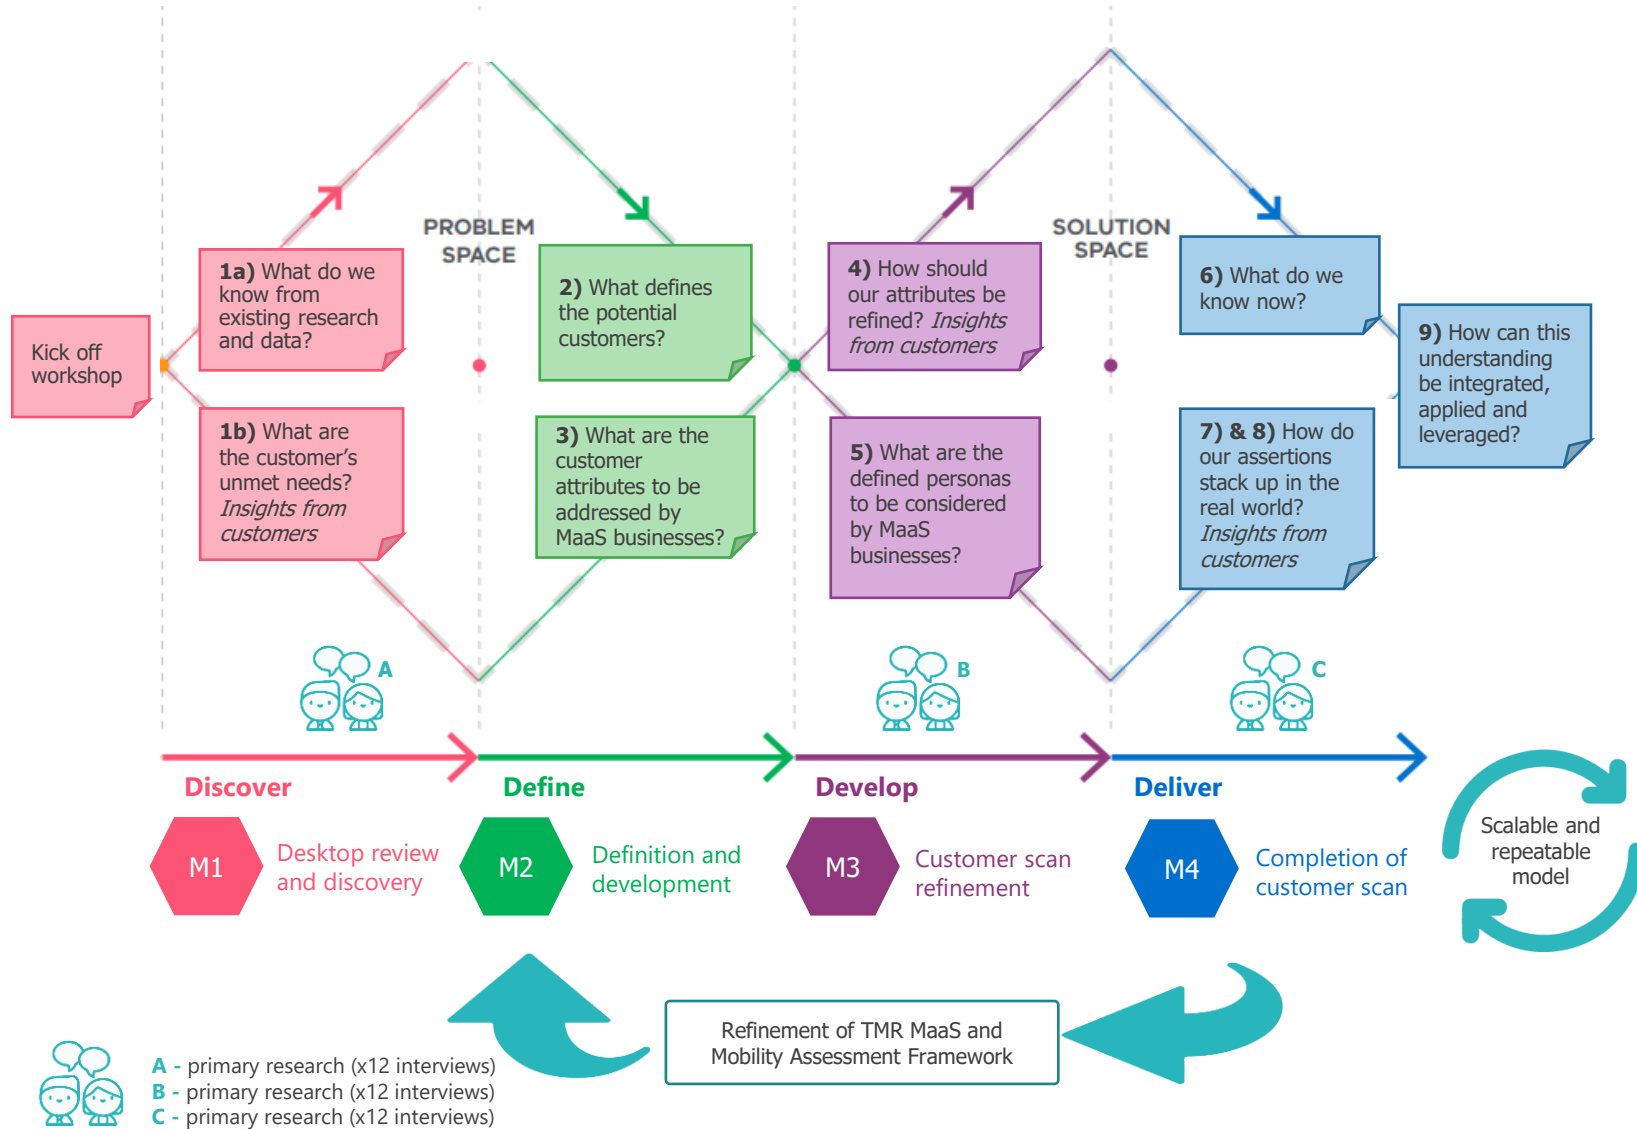 PROBLEM
SPACE
SOLUTION
SPACE
Kick off
workshop
1a) What do we
know from
existing research
and data?
1b) What are
the customer's
unmet needs?
Insights from
customers
2) What defines
the potential
customers?
3) What are the
customer
attributes to be
addressed by
MaaS businesses?
4) How should
our attributes be
refined? Insights
from customers
5) What are the
defined personas
to be considered
by MaaS
businesses?
6) What do we
know now?
7) & 8) How do
our assertions
stack up in the
real world?
Insights from
customers
9) How can this
understanding
be integrated,
applied and
leveraged?
A
B
C
Discover
Define
Develop
Deliver
M1
Desktop review
and discovery
M2
Definition and
development
M3
Customer scan
refinement
M4
Completion of
customer scan
Scalable and
repeatable
model
Refinement of TMR MaaS and
Mobility Assessment Framework
A - primary research (x12 interviews)
B - primary research (x12 interviews)
C - primary research (x12 interviews)